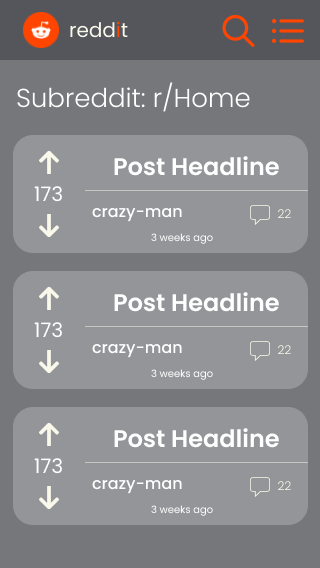 reddit
Subreddit: r/Home
Post Headline
173
crazy-man
22
3 weeks ago
Post Headline
173
crazy-man
22
3 weeks ago
Post Headline
173
crazy-man
22
3 weeks ago